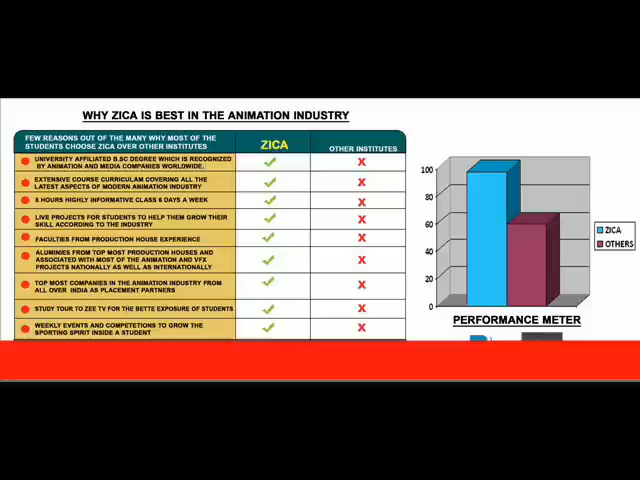 WHY ZICA IS BEST IN THE ANIMATION INDUSTRY
FEW REASONS OUT OF THE MANY WHY MOST OF THE
STUDENTS CHOOSE ZICA OVER OTHER INSTITUTES
ZICA
OTHER INSTITUTES
UNIVERSITY AFFILIATED B.SC DEGREE WHICH IS RECOGNIZED
BY ANIMATION AND MEDIA COMPANIES WORLDWIDE.
EXTENSIVE COURSE CURRICULAM COVERING ALL THE
LATEST ASPECTS OF MODERN ANIMATION INDUSTRY
8 HOURS HIGHLY INFORMATIVE CLASS 6 DAYS A WEEK
LIVE PROJECTS FOR STUDENTS TO HELP THEM GROW THEIR
SKILL ACCORDING TO THE INDUSTRY
FACULTIES FROM PRODUCTION HOUSE EXPERIENCE
ALUMINIES FROM TOP MOST PRODUCTION HOUSES AND
ASSOCIATED WITH MOST OF THE ANIMATION AND VFX
PROJECTS NATIONALLY AS WELL AS INTERNATIONALLY
TOP MOST COMPANIES IN THE ANIMATION INDUSTRY FROM
ALL OVER INDIA AS PLACEMENT PARTNERS
STUDY TOUR TO ZEE TV FOR THE BETTE EXPOSURE OF STUDENTS
WEEKLY EVENTS AND COMPETETIONS TO GROW THE
SPORTING SPIRIT INSIDE A STUDENT
100
80
60
40
20
0
ZICA
OTHERS
PERFORMANCE METER